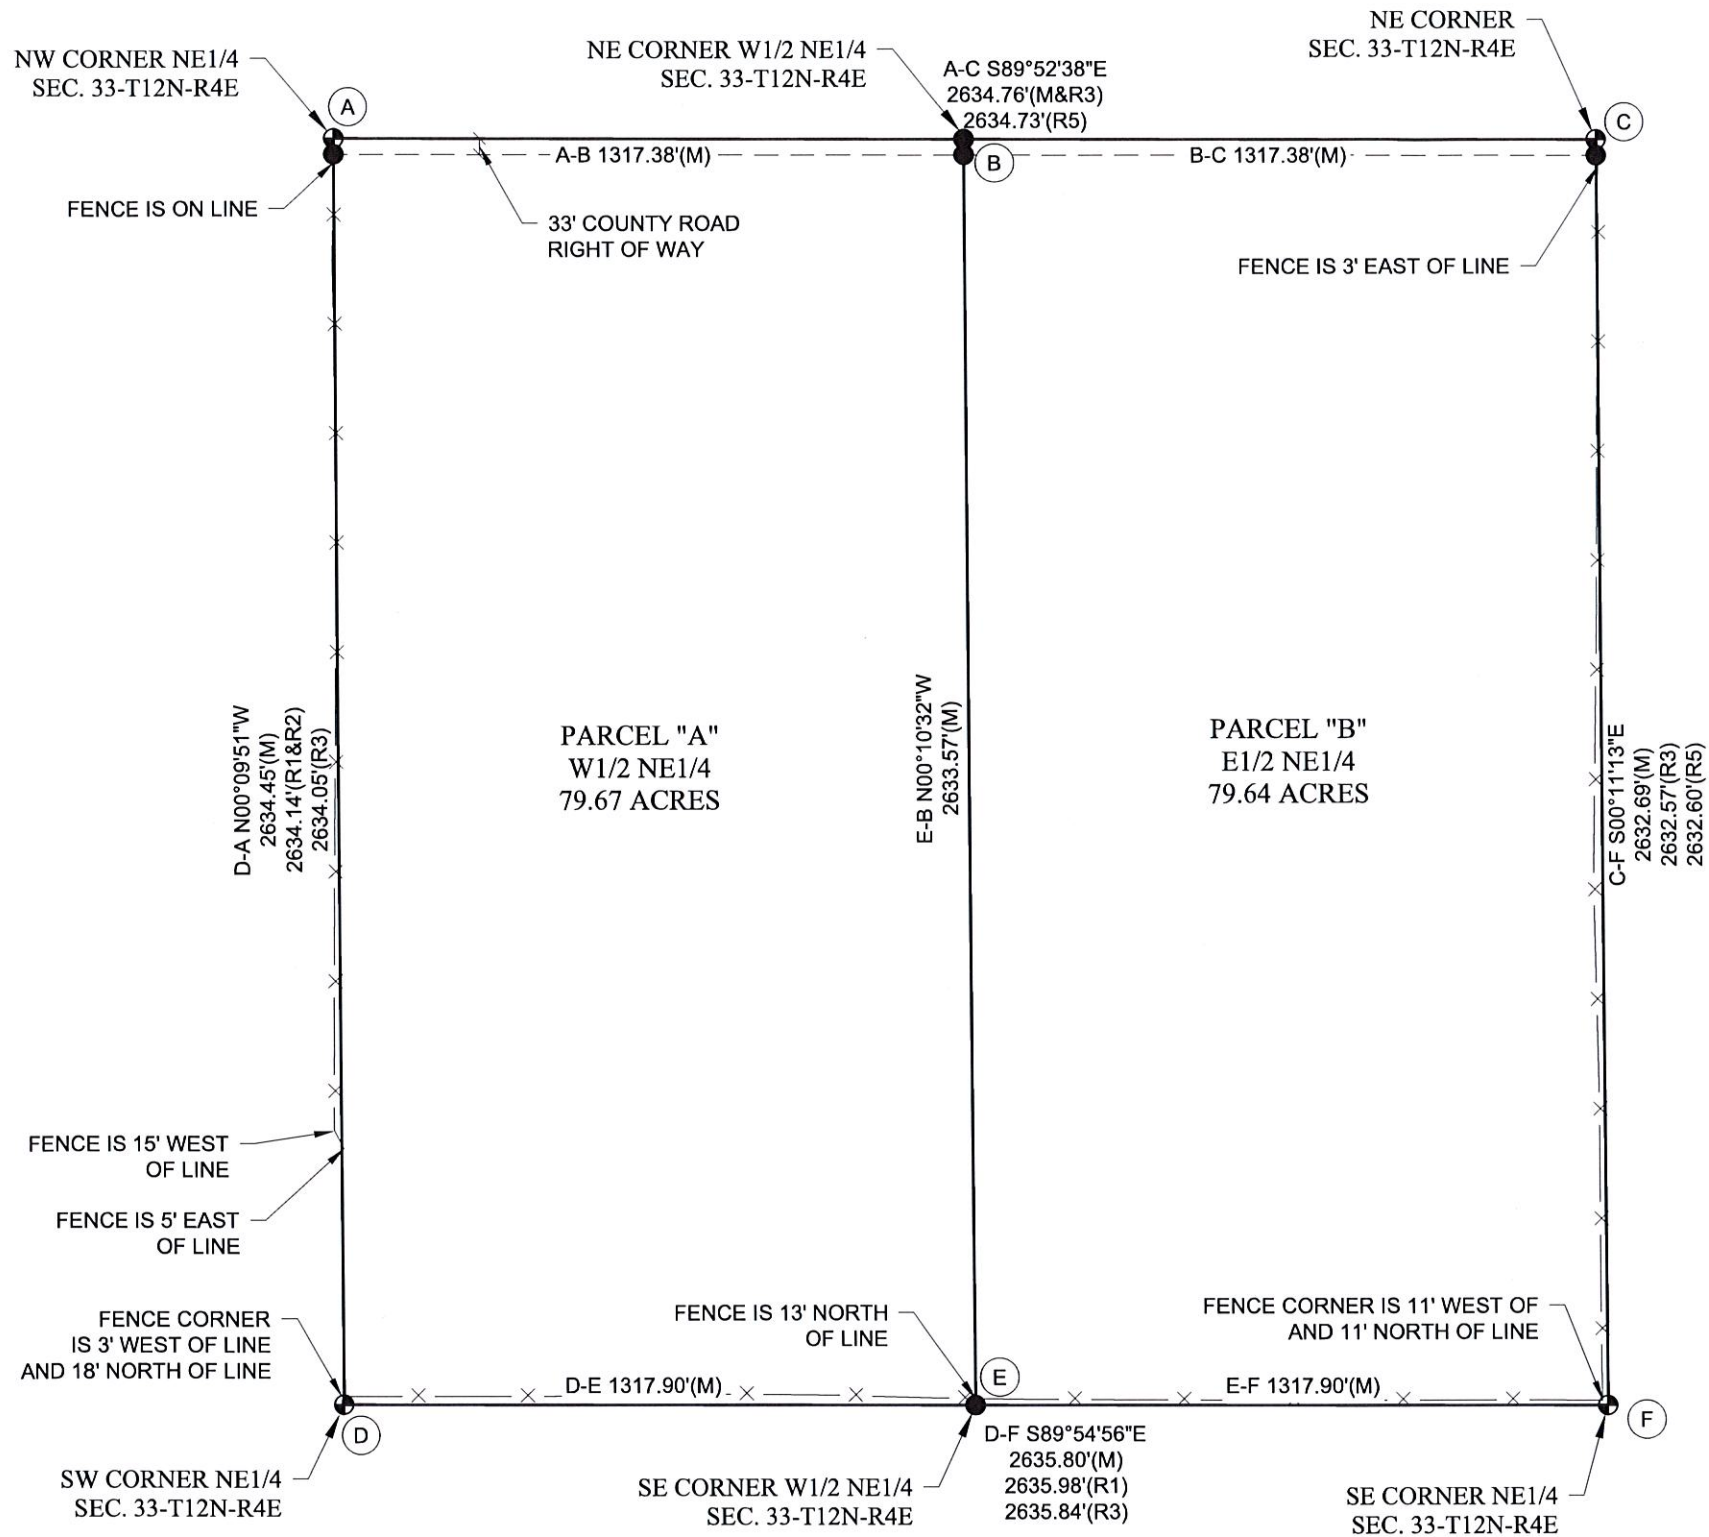 NW CORNER NE1/4
SEC. 33-T12N-R4E
NE CORNER W1/2 NE1/4
SEC. 33-T12N-R4E
A-C S89°52'38"E
2634.76'(M&R3)
2634.73'(R5)
NE CORNER
SEC. 33-T12N-R4E
A
C
A-B 1317.38'(M)
B
B-C 1317.38'(M)
FENCE IS ON LINE
33' COUNTY ROAD
RIGHT OF WAY
FENCE IS 3' EAST OF LINE
D-A N00°09'51"W
2634.45'(M)
2634.14'(R1&R2)
2634.05'(R3)
PARCEL "A"
W1/2 NE1/4
79.67 ACRES
E-B N00°10'32"W
2633.57'(M)
PARCEL "B"
E1/2 NE1/4
79.64 ACRES
C-F S00°11'13"E
2632.69'(M)
2632.57'(R3)
2632.60'(R5)
FENCE IS 15' WEST
OF LINE
FENCE IS 5' EAST
OF LINE
FENCE CORNER
IS 3' WEST OF LINE
AND 18' NORTH OF LINE
FENCE IS 13' NORTH
OF LINE
FENCE CORNER IS 11' WEST OF
AND 11' NORTH OF LINE
D-E 1317.90'(M)
E
E-F 1317.90'(M)
D
F
D-F S89°54'56"E
2635.80'(M)
2635.98'(R1)
2635.84'(R3)
SW CORNER NE1/4
SEC. 33-T12N-R4E
SE CORNER W1/2 NE1/4
SEC. 33-T12N-R4E
SE CORNER NE1/4
SEC. 33-T12N-R4E